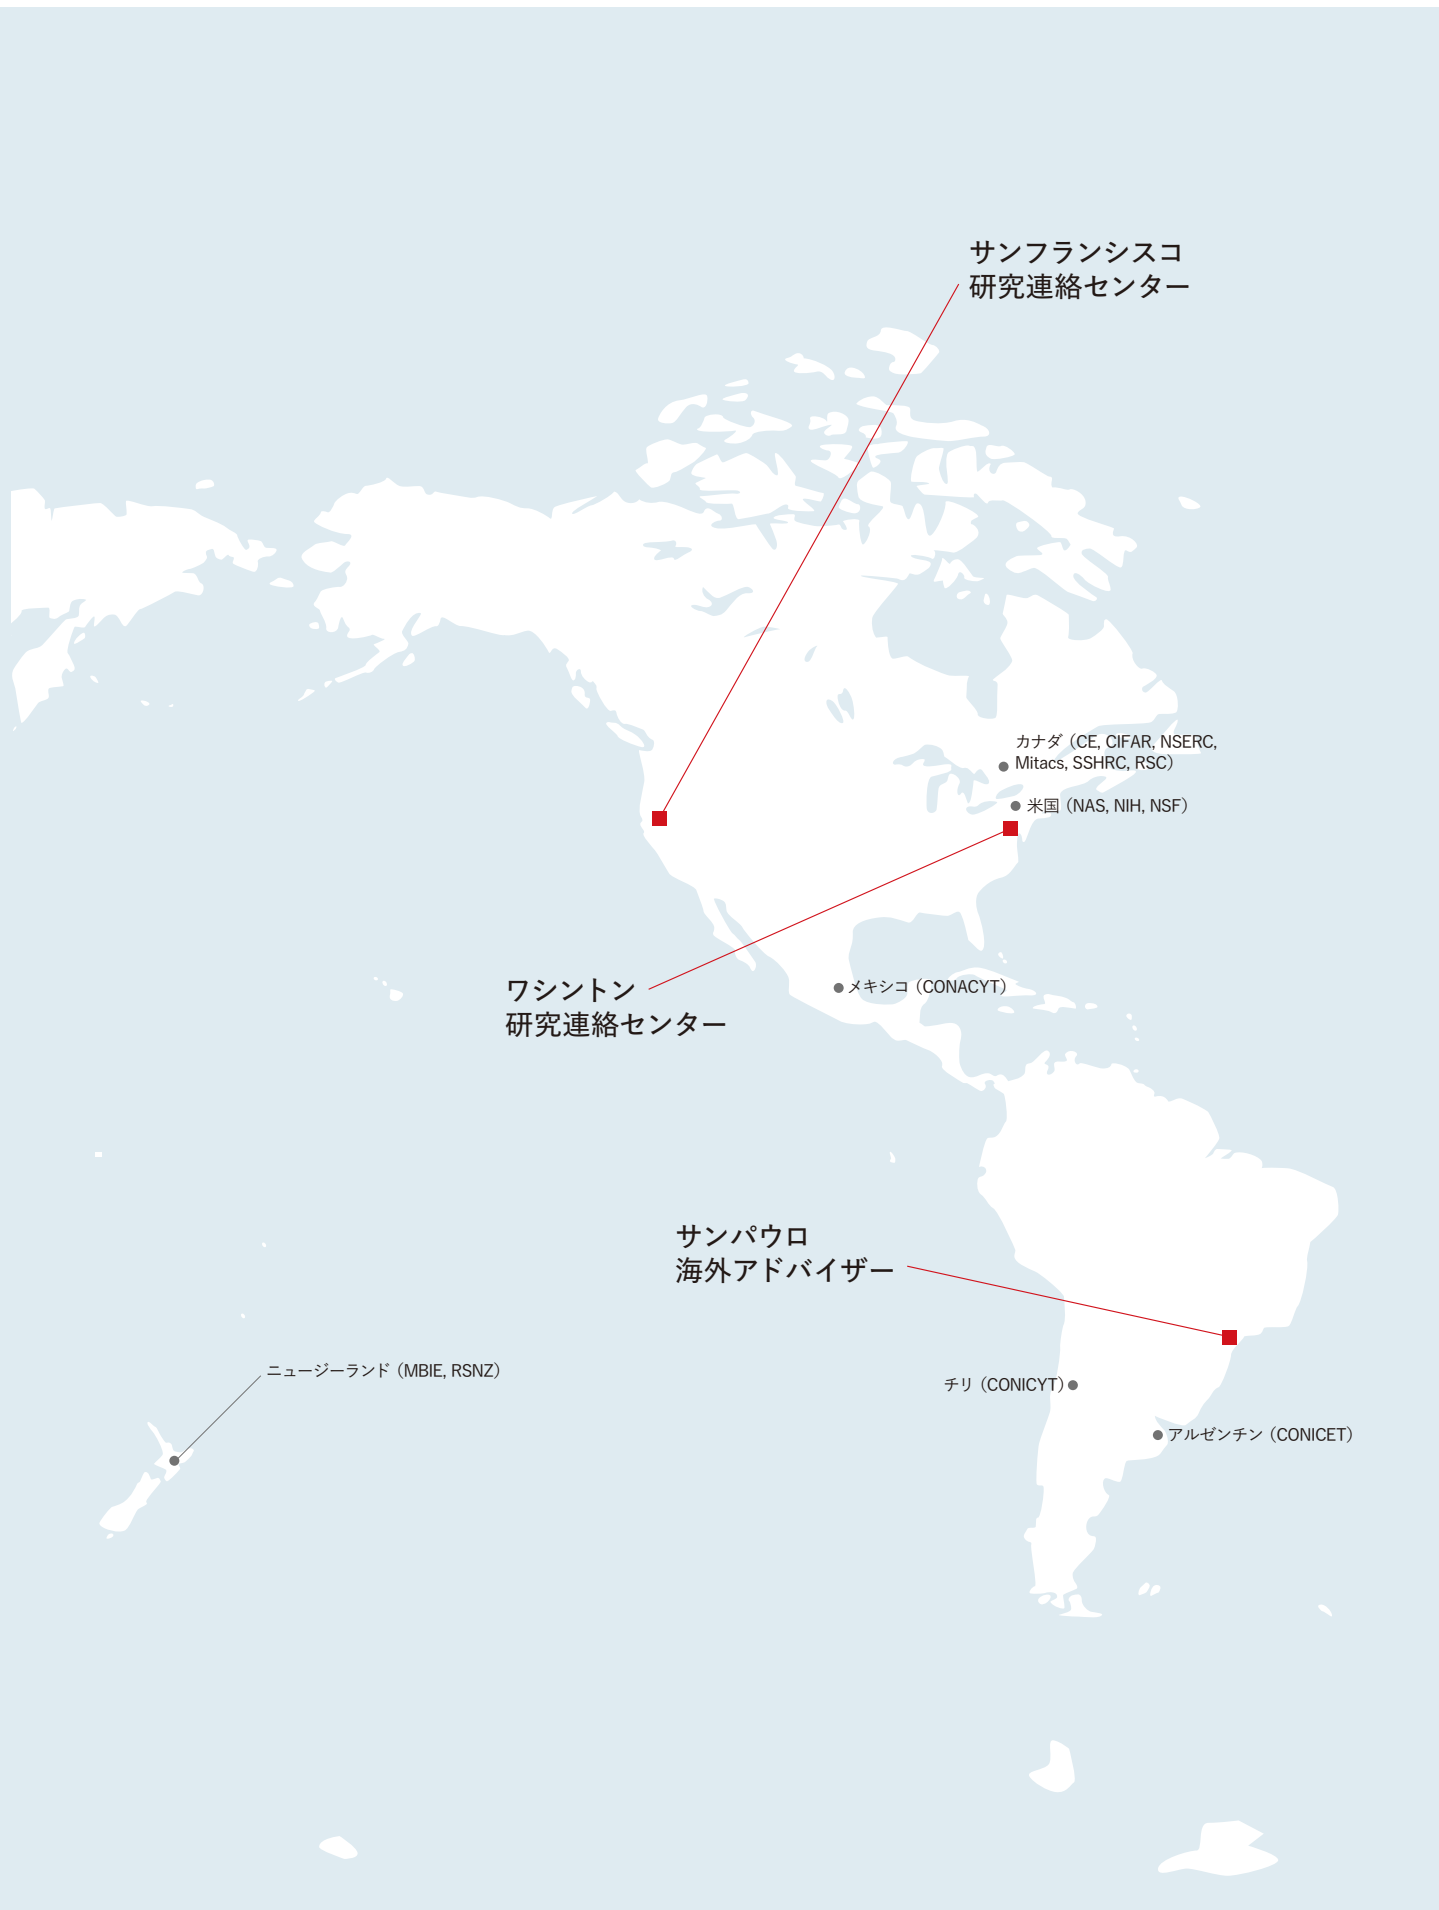 サンフランシスコ
研究連絡センター
カナダ（CE, CIFAR, NSERC,
Mitacs, SSHRC, RSC）
米国（NAS, NIH, NSF）
ワシントン
研究連絡センター
メキシコ（CONACYT）
サンパウロ
海外アドバイザー
ニュージーランド（MBIE, RSNZ）
チリ（CONICYT）
アルゼンチン（CONICET）